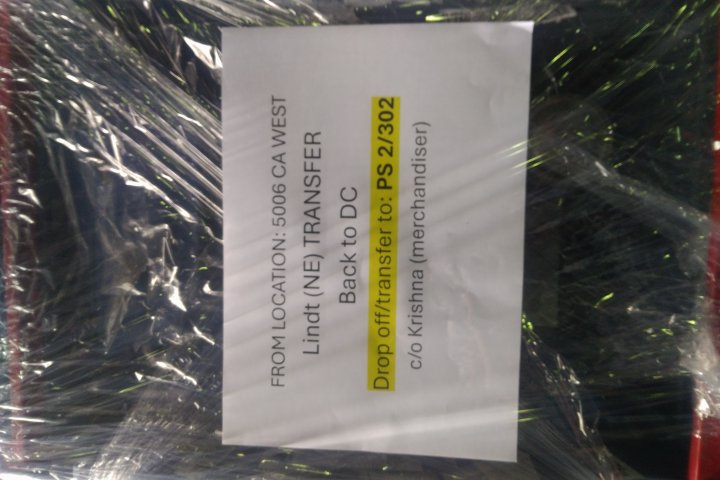 FROM LOCATION: 5006 CA WEST
Lindt (NE) TRANSFER
Back to DC
Drop off/transfer to: PS 2/302
c/o Krishna (merchandiser)